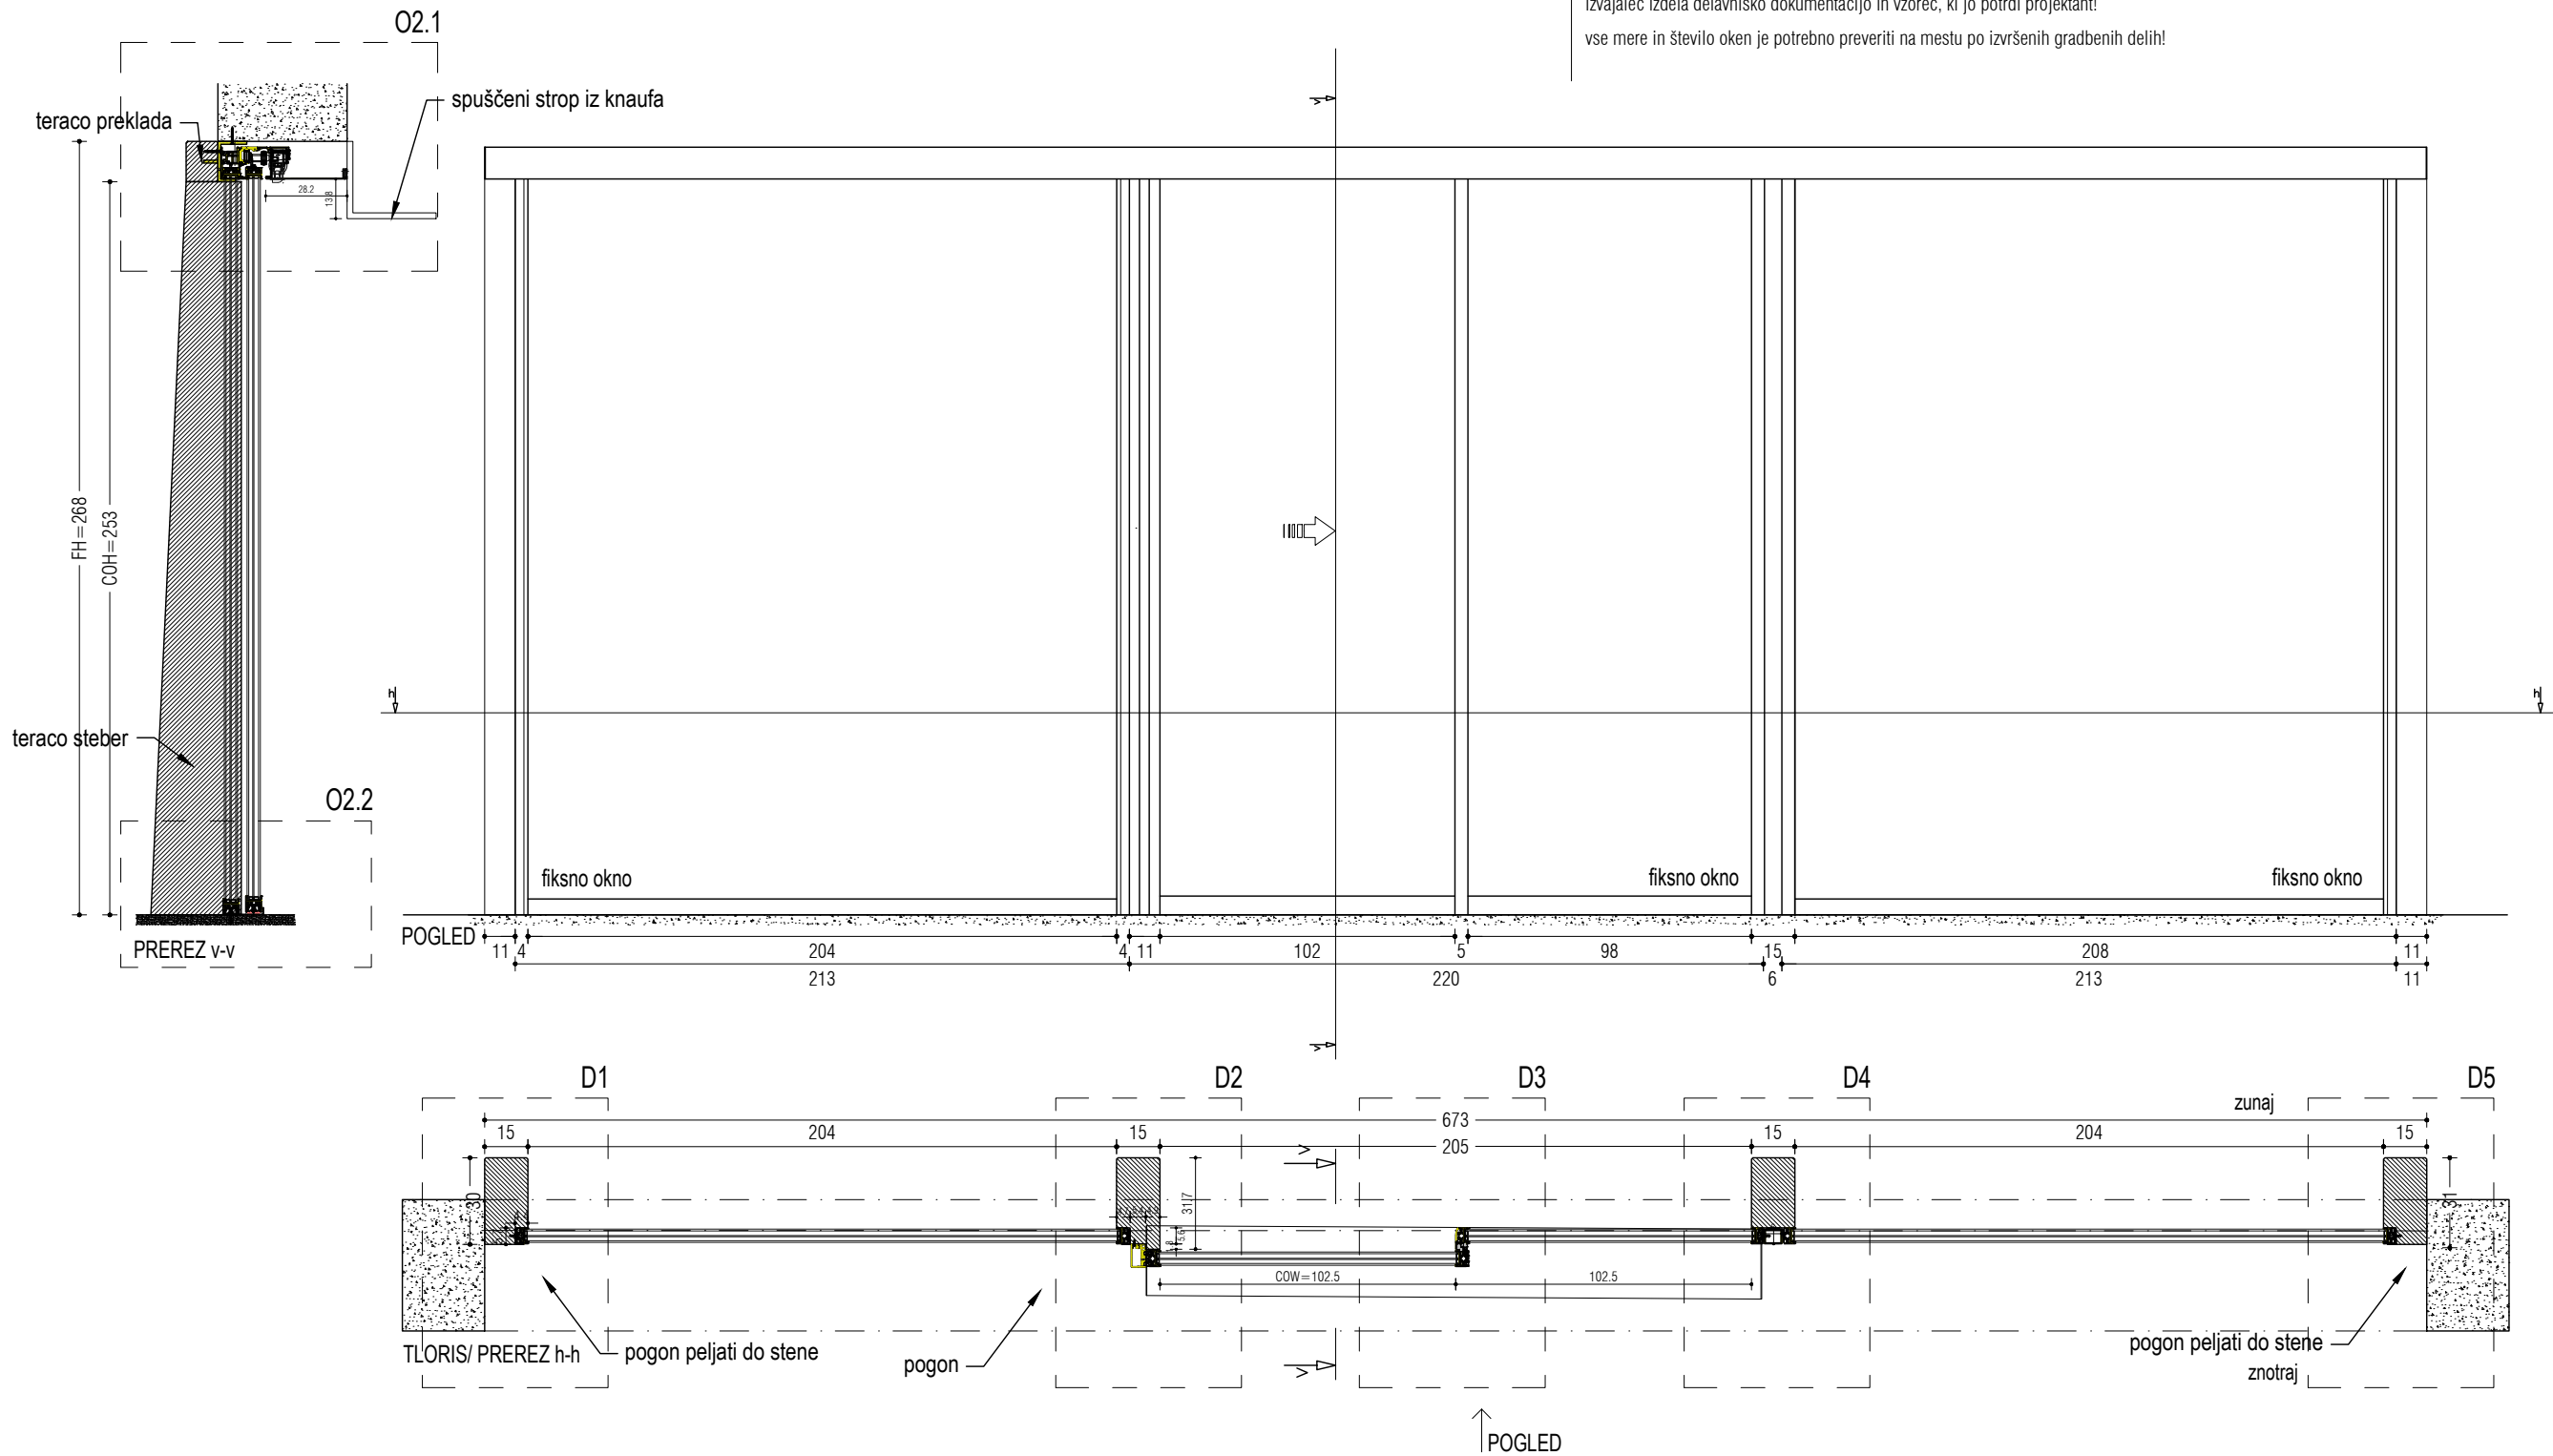 izvajalec izdela delavniško dokumentacijo in vzorec, ki jo potrdi projektant!
vse mere in število oken je potrebno preveriti na mestu po izvršenih gradbenih delih!
O2.1
spuščeni strop iz knaufa
teraco preklada
28.2
13.8
FH=268
COH=253
teraco steber
O2.2
PREREZ v-v
v
h
h
fiksno okno
fiksno okno
fiksno okno
POGLED
11 4 204 4 11 102 5 98 15 208 11
213 220 6 213 11
v
D1 D2 D3 D4 D5
zunaj
673
15 204 15 205 15 204 15
V
30
31.7
5.6
31
COW=102.5 102.5
TLORIS/ PREREZ h-h
pogon peljati do stene
pogon
V
pogon peljati do stene
znotraj
POGLED